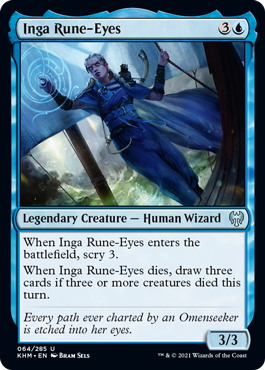 Inga Rune-Eyes 3
Legendary Creature — Human Wizard
When Inga Rune-Eyes enters the
battlefield, scry 3.
When Inga Rune-Eyes dies, draw three
cards if three or more creatures died this
turn.
Every path ever charted by an Omenseeker
is etched into her eyes.
3/3
064/285 U
KHM • EN BRAM SELS
™ & © 2021 Wizards of the Coast